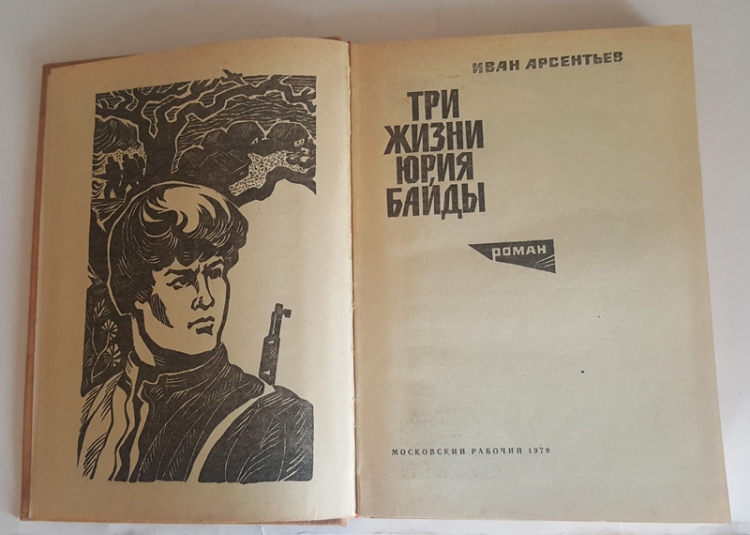 ИВАН АРСЕНТЬЕВ
ТРИ
ЖИЗНИ
ЮРИЯ
БАЙДЫ
РОМАН
МОСКОВСКИЙ РАБОЧИЙ 1979